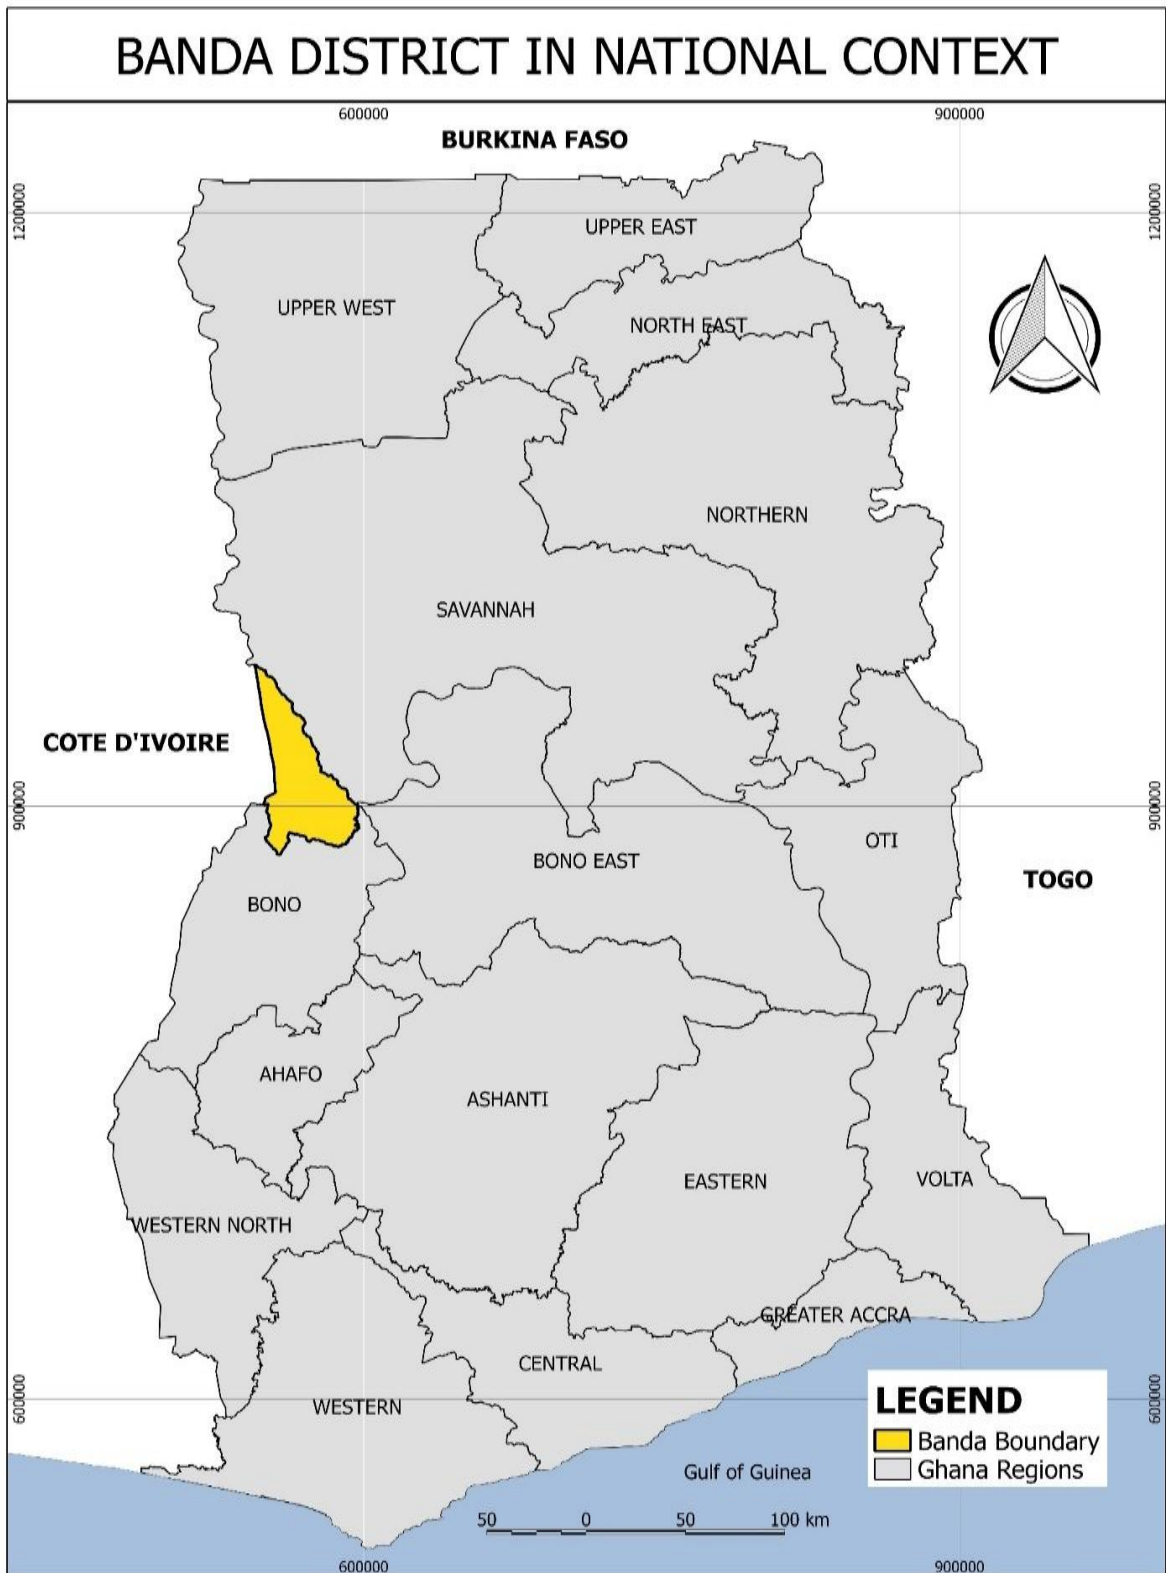 BANDA DISTRICT IN NATIONAL CONTEXT
600000
900000
BURKINA FASO
1200000
1200000
UPPER EAST
UPPER WEST
NORTH EAST
NORTHERN
SAVANNAH
COTE D'IVOIRE
900000
900000
OTI
BONO EAST
TOGO
BONO
AHAFO
ASHANTI
EASTERN
VOLTA
WESTERN NORTH
GREATER ACCRA
CENTRAL
600000
600000
WESTERN
LEGEND
Banda Boundary
Ghana Regions
Gulf of Guinea
50 0 50 100 km
600000
900000